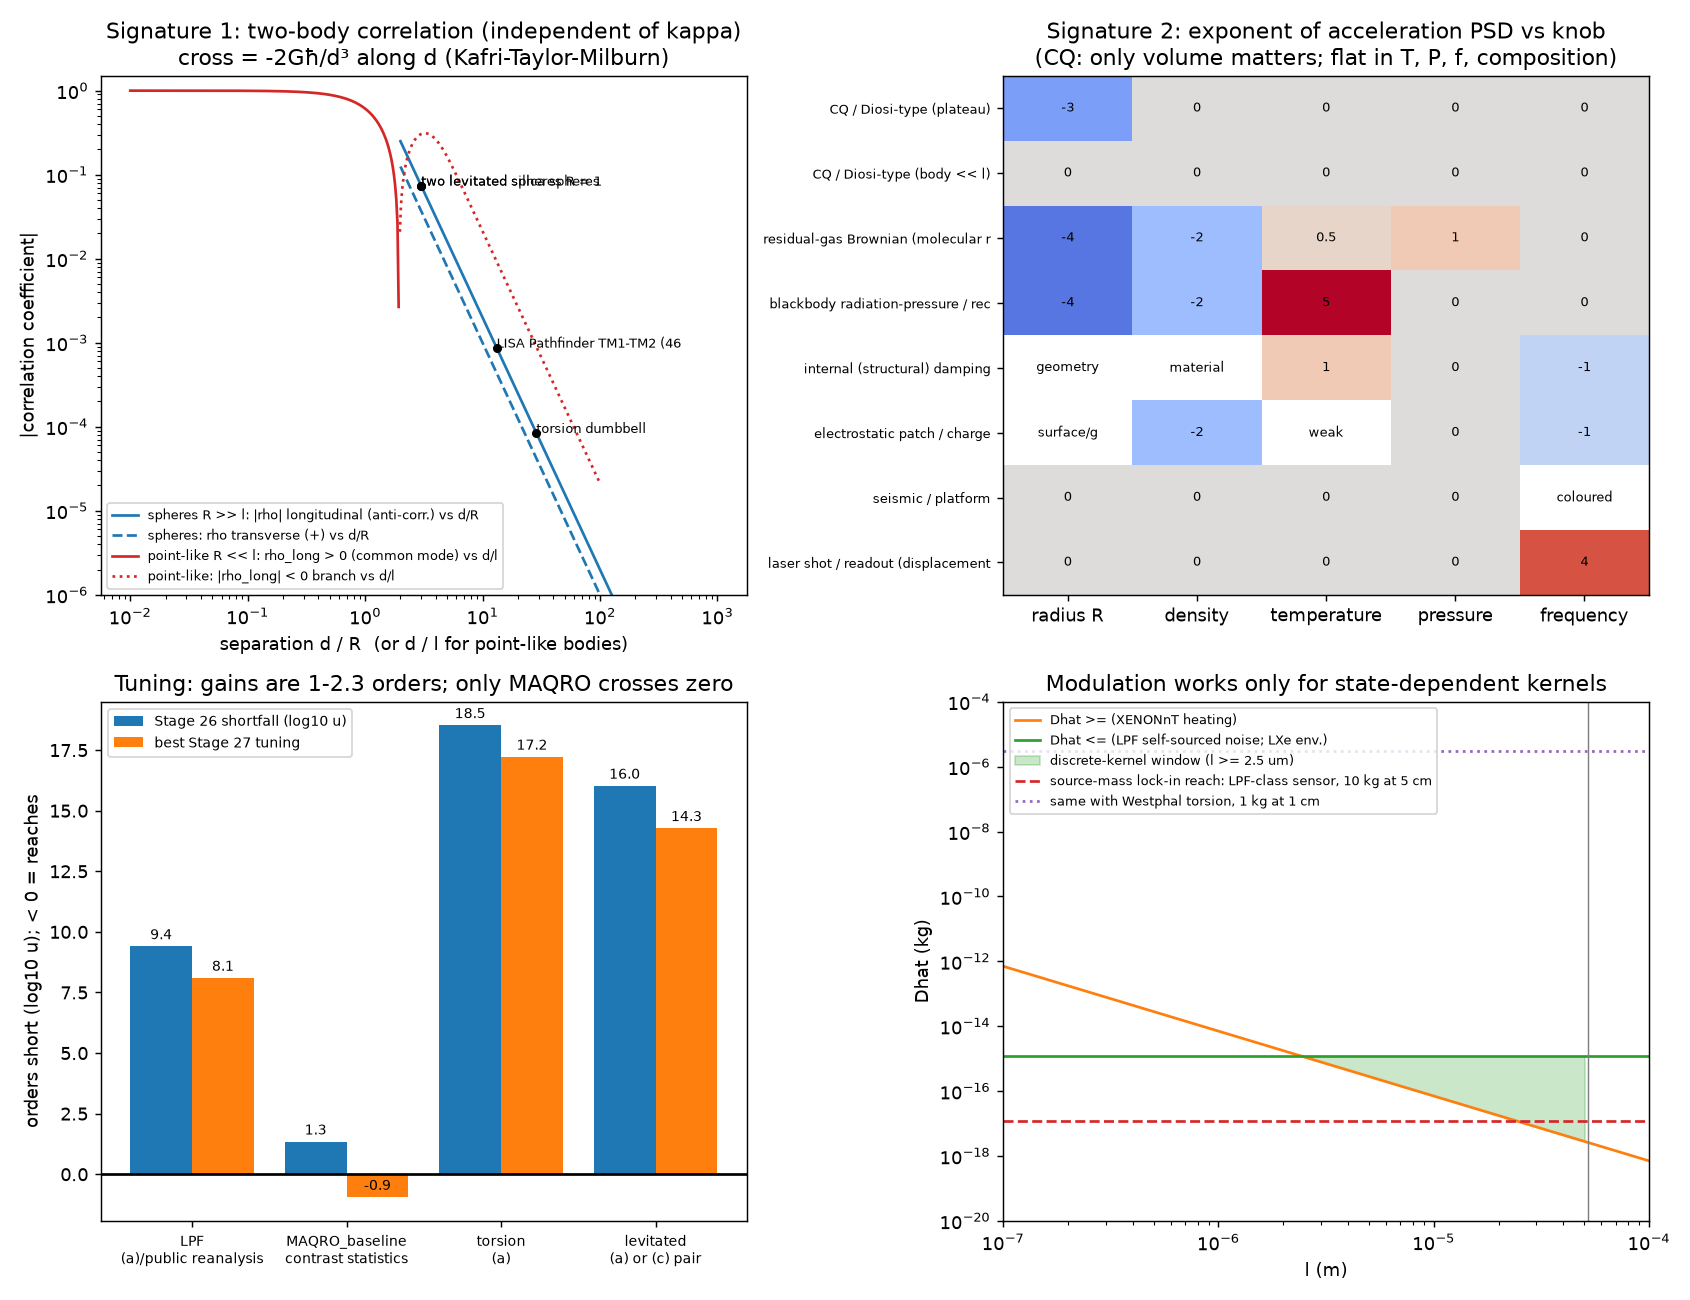 Signature 1: two-body correlation (independent of kappa)
cross = -2Għ/d³ along d (Kafri-Taylor-Milburn)
|correlation coefficient|
10⁰
10⁻¹
10⁻²
10⁻³
10⁻⁴
10⁻⁵
10⁻⁶
two levitated
LISA Pathfinder TM1-TM2 (46
torsion dumbbell
spheres R >> l: |rho| longitudinal (anti-corr.) vs d/R
spheres: rho transverse (+) vs d/R
point-like R << l: rho_long > 0 (common mode) vs d/l
point-like: |rho_long| < 0 branch vs d/l
10⁻² 10⁻¹ 10⁰ 10¹ 10² 10³
separation d / R (or d / l for point-like bodies)
Signature 2: exponent of acceleration PSD vs knob
(CQ: only volume matters; flat in T, P, f, composition)
CQ / Diosi-type (plateau) -3 0 0 0 0
CQ / Diosi-type (body << l) 0 0 0 0 0
residual-gas Brownian (molecular r -4 -2 0.5 1 0
blackbody radiation-pressure / rec -4 -2 5 0 0
internal (structural) damping geometry material 1 0 -1
electrostatic patch / charge surface/g -2 weak 0 -1
seismic / platform 0 0 0 0 coloured
laser shot / readout (displacement 0 0 0 0 4
radius R density temperature pressure frequency
Tuning: gains are 1-2.3 orders; only MAQRO crosses zero
orders short (log10 u); < 0 = reaches
17.5
15.0
12.5
10.0
7.5
5.0
2.5
0.0
Stage 26 shortfall (log10 u)
best Stage 27 tuning
9.4 8.1 1.3 -0.9 18.5 17.2 16.0 14.3
LPF
(a)/public reanalysis
MAQRO_baseline
contrast statistics
torsion
(a)
levitated
(a) or (c) pair
Modulation works only for state-dependent kernels
Dhat (kg)
10⁻⁴
10⁻⁶
10⁻⁸
10⁻¹⁰
10⁻¹²
10⁻¹⁴
10⁻¹⁶
10⁻¹⁸
10⁻²⁰
Dhat >= (XENONnT heating)
Dhat <= (LPF self-sourced noise; LXe env.)
discrete-kernel window (l >= 2.5 um)
source-mass lock-in reach: LPF-class sensor, 10 kg at 5 cm
same with Westphal torsion, 1 kg at 1 cm
10⁻⁷ 10⁻⁶ 10⁻⁵ 10⁻⁴
l (m)